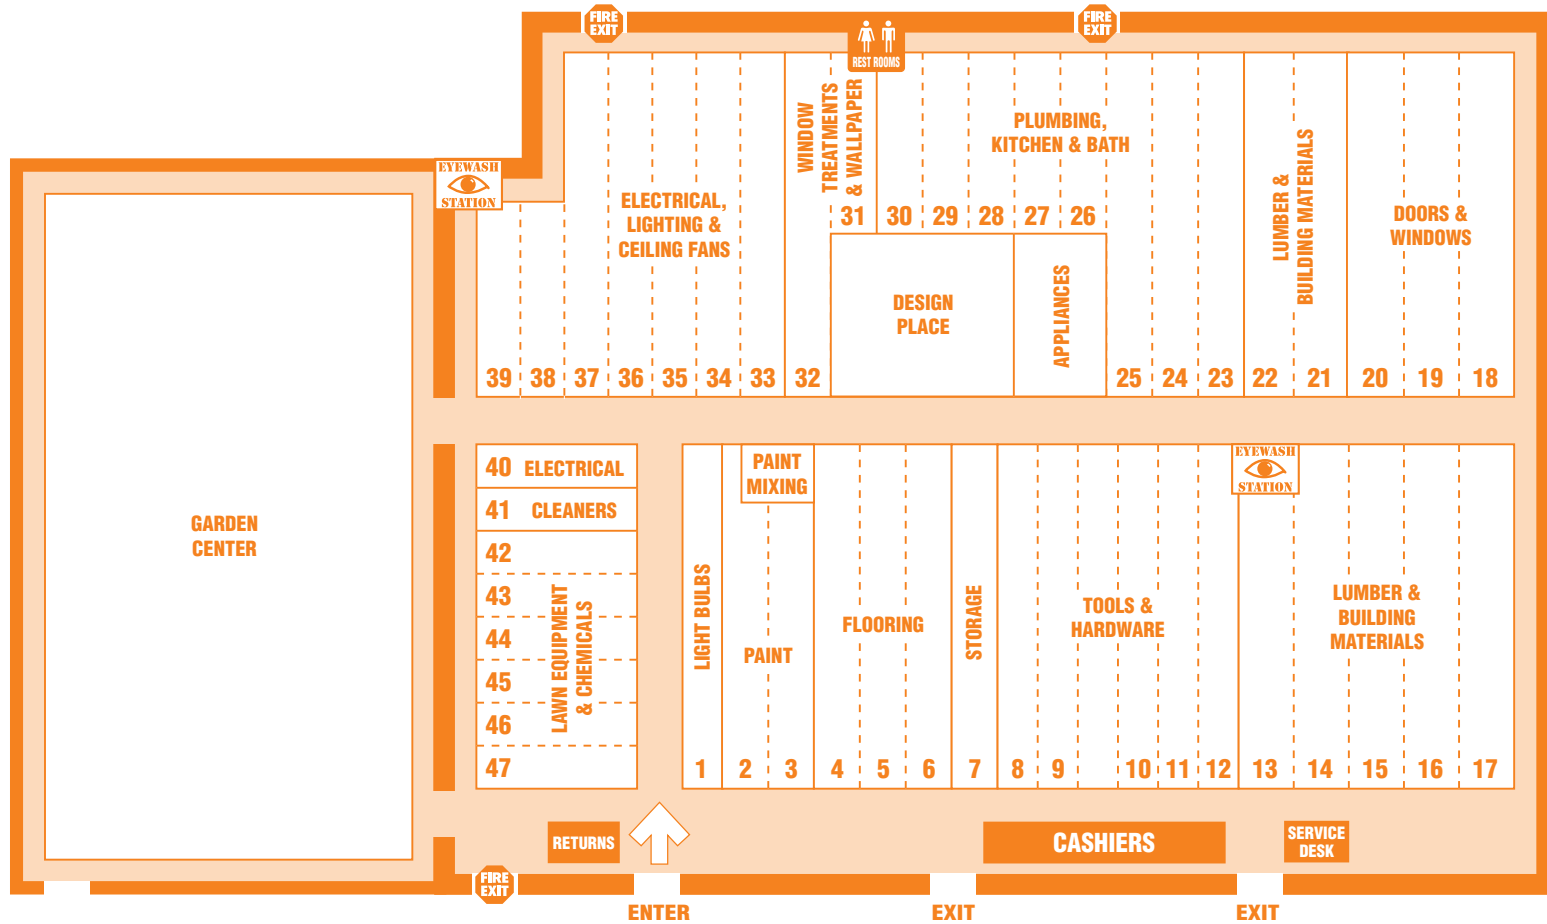 FIRE
EXIT
FIRE
EXIT
REST ROOMS
EYEWASH
STATION
ELECTRICAL,
LIGHTING &
CEILING FANS
WINDOW
TREATMENTS
& WALLPAPER
PLUMBING,
KITCHEN & BATH
LUMBER &
BUILDING MATERIALS
DOORS &
WINDOWS
31 30 29 28 27 26
DESIGN
PLACE
APPLIANCES
39 38 37 36 35 34 33 32 25 24 23 22 21 20 19 18
GARDEN
CENTER
40 ELECTRICAL
41 CLEANERS
42
43
44
45
46
47
LAWN EQUIPMENT
& CHEMICALS
LIGHT BULBS
PAINT
MIXING
PAINT
FLOORING
STORAGE
TOOLS &
HARDWARE
EYEWASH
STATION
LUMBER &
BUILDING
MATERIALS
1 2 3 4 5 6 7 8 9 10 11 12 13 14 15 16 17
RETURNS
CASHIERS
SERVICE
DESK
FIRE
EXIT
ENTER
EXIT
EXIT